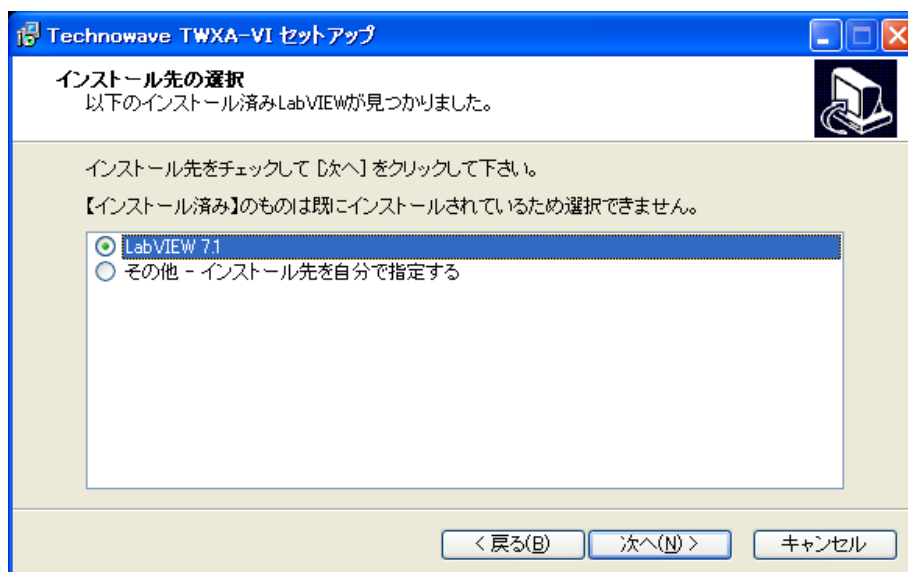 Technowave TWXA-VI セットアップ
インストール先の選択
以下のインストール済みLabVIEWが見つかりました。
インストール先をチェックして [次へ] をクリックして下さい。
【インストール済み】のものは既にインストールされているため選択できません。
LabVIEW 7.1
その他 - インストール先を自分で指定する
< 戻る(B) 次へ(N) > キャンセル